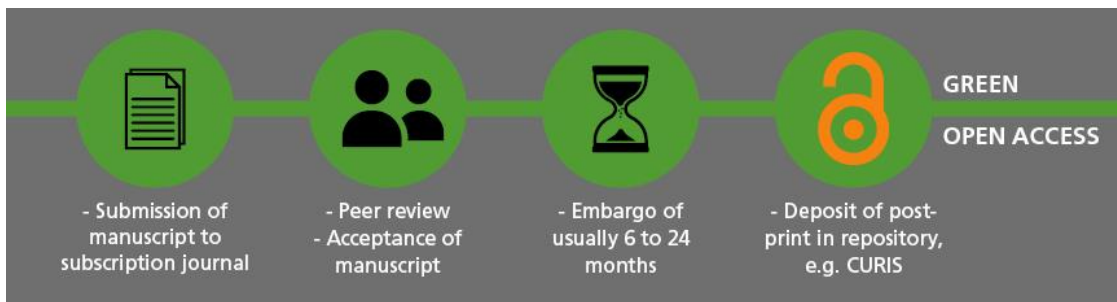 GREEN
OPEN ACCESS
- Submission of
manuscript to
subscription journal
- Peer review
- Acceptance of
manuscript
- Embargo of
usually 6 to 24
months
- Deposit of post-
print in repository,
e.g. CURIS